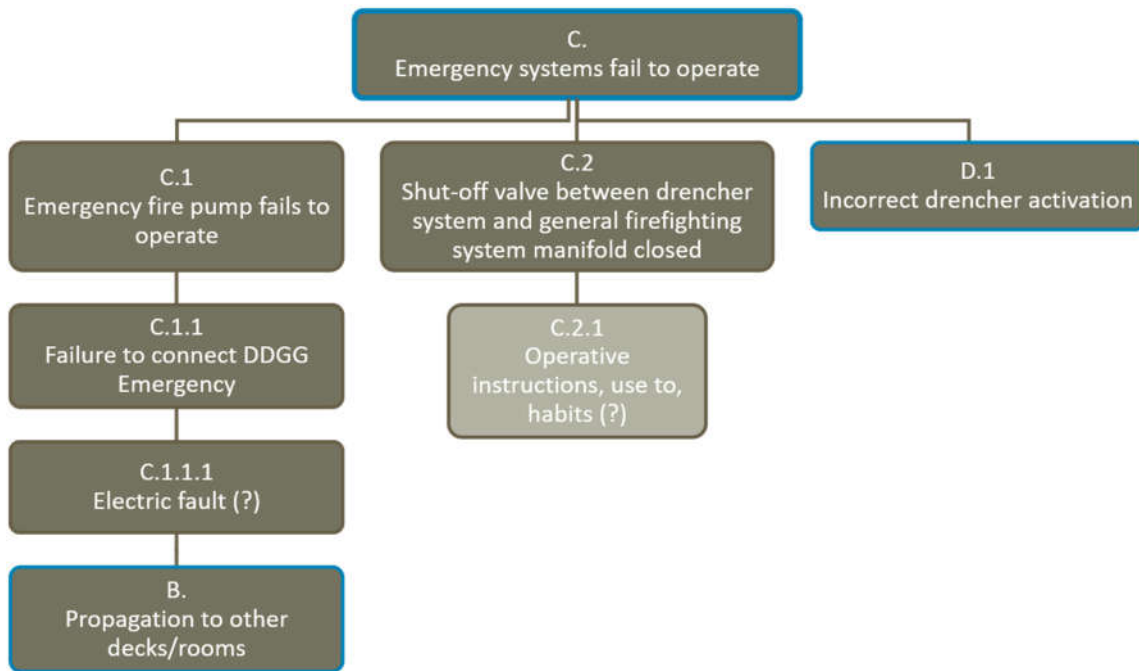 C.
Emergency systems fail to operate
C.1
Emergency fire pump fails to
operate
C.2
Shut-off valve between drencher
system and general firefighting
system manifold closed
D.1
Incorrect drencher activation
C.1.1
Failure to connect DDGG
Emergency
C.2.1
Operative
instructions, use to,
habits (?)
C.1.1.1
Electric fault (?)
B.
Propagation to other
decks/rooms